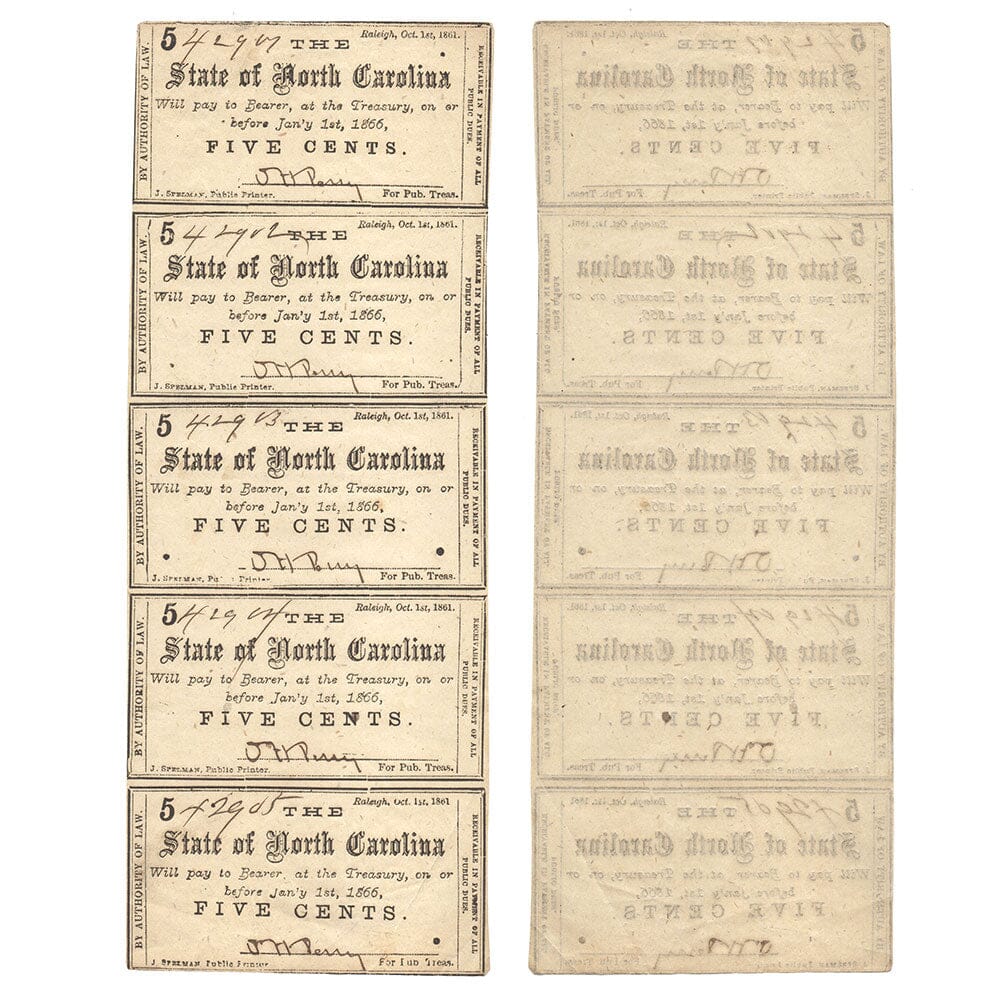 5 42901 THE Raleigh, Oct. 1st, 1861.
State of North Carolina
Will pay to Bearer, at the Treasury, on or
before Jan'y 1st, 1866,
FIVE CENTS.
J H Perry
J. SPELMAN, Public Printer. For Pub. Treas.
BY AUTHORITY OF LAW.
RECEIVABLE IN PAYMENT OF ALL
PUBLIC DUES.
5 42902 THE Raleigh, Oct. 1st, 1861.
State of North Carolina
Will pay to Bearer, at the Treasury, on or
before Jan'y 1st, 1866,
FIVE CENTS.
J H Perry
J. SPELMAN, Public Printer. For Pub. Treas.
BY AUTHORITY OF LAW.
RECEIVABLE IN PAYMENT OF ALL
PUBLIC DUES.
5 42903 THE Raleigh, Oct. 1st, 1861.
State of North Carolina
Will pay to Bearer, at the Treasury, on or
before Jan'y 1st, 1866,
FIVE CENTS.
J H Perry
J. SPELMAN, Pu Printer For Pub. Treas.
BY AUTHORITY OF LAW.
RECEIVABLE IN PAYMENT OF ALL
PUBLIC DUES.
5 42904 THE Raleigh, Oct. 1st, 1861.
State of North Carolina
Will pay to Bearer, at the Treasury, on or
before Jan'y 1st, 1866,
FIVE CENTS.
J H Perry
J. SPELMAN, Public Printer. For Pub. Treas.
BY AUTHORITY OF LAW.
RECEIVABLE IN PAYMENT OF ALL
PUBLIC DUES.
5 42905 THE Raleigh, Oct. 1st, 1861
State of North Carolina
Will pay to Bearer, at the Treasury, on or
before Jan'y 1st, 1866,
FIVE CENTS.
J H Perry
J. SPELMAN Public Printer For Pub Treas.
BY AUTHORITY OF LAW.
RECEIVABLE IN PAYMENT OF ALL
PUBLIC DUES.